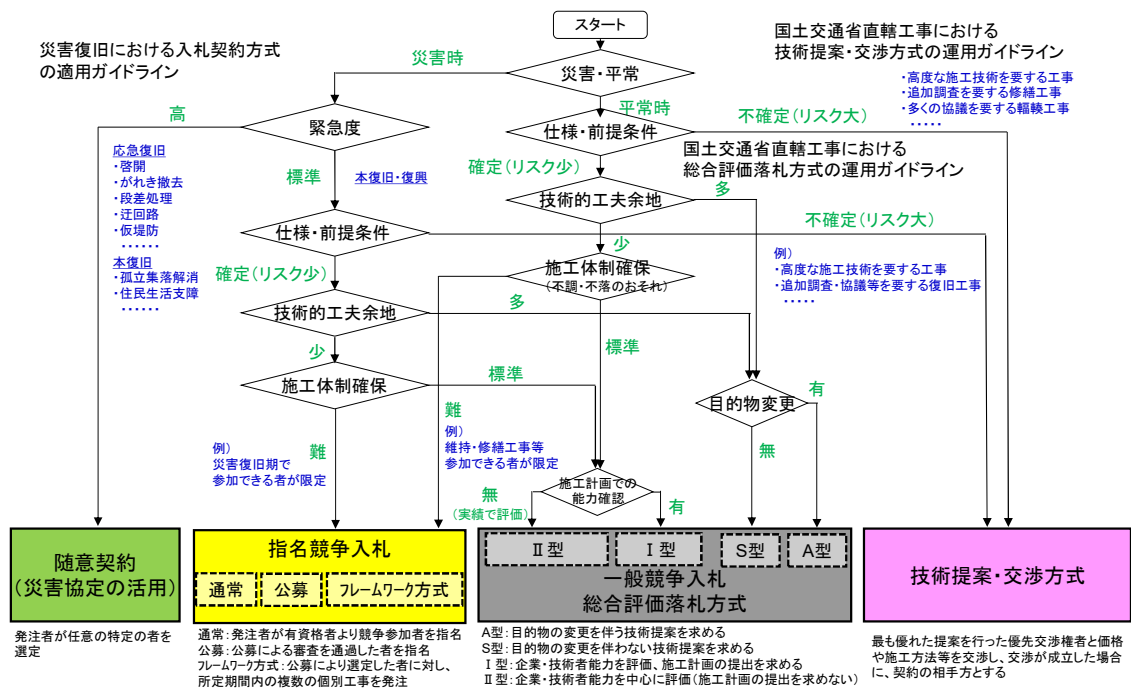 スタート
災害復旧における入札契約方式
の適用ガイドライン
国土交通省直轄工事における
技術提案・交渉方式の運用ガイドライン
・高度な施工技術を要する工事
・追加調査を要する修繕工事
・多くの協議を要する輻輳工事
・・・・・
災害時
災害・平常
平常時
高
緊急度
仕様・前提条件
不確定(リスク大)
国土交通省直轄工事における
総合評価落札方式の運用ガイドライン
応急復旧
・啓開
・がれき撤去
・段差処理
・迂回路
・仮堤防
・・・・・・
本復旧
・孤立集落解消
・住民生活支障
・・・・・・
標準
本復旧・復興
確定(リスク少)
技術的工夫余地
多
仕様・前提条件
不確定(リスク大)
少
施工体制確保
(不調・不落のおそれ)
例)
・高度な施工技術を要する工事
・追加調査・協議等を要する復旧工事
・・・・・
確定(リスク少)
技術的工夫余地
多
標準
少
施工体制確保
標準
目的物変更
有
難
例)
維持・修繕工事等
参加できる者が限定
例)
災害復旧期で
参加できる者が限定
難
無
施工計画での
能力確認
無
(実績で評価)
有
随意契約
(災害協定の活用)
指名競争入札
通常
公募
フレームワーク方式
Ⅱ型
Ⅰ型
S型
A型
一般競争入札
総合評価落札方式
技術提案・交渉方式
発注者が任意の特定の者を
選定
通常:発注者が有資格者より競争参加者を指名
公募:公募による審査を通過した者を指名
フレームワーク方式:公募により選定した者に対し、
所定期間内の複数の個別工事を発注
A型:目的物の変更を伴う技術提案を求める
S型:目的物の変更を伴わない技術提案を求める
Ⅰ型:企業・技術者能力を評価、施工計画の提出を求める
Ⅱ型:企業・技術者能力を中心に評価(施工計画の提出を求めない)
最も優れた提案を行った優先交渉権者と価格
や施工方法等を交渉し、交渉が成立した場合
に、契約の相手方とする